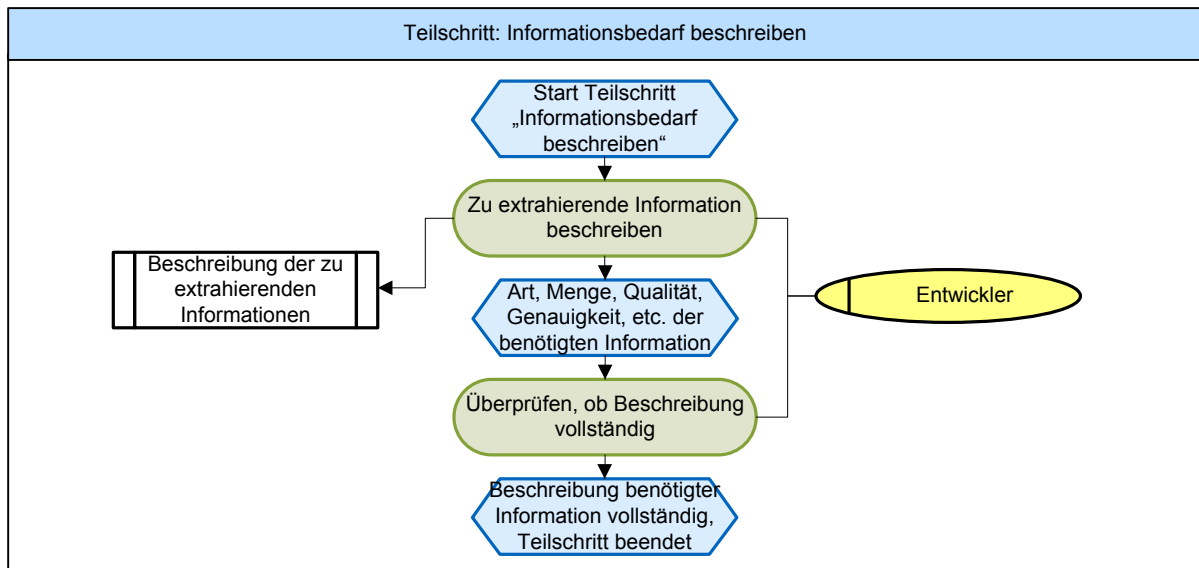 Teilschritt: Informationsbedarf beschreiben
Start Teilschritt
„Informationsbedarf
beschreiben“
Zu extrahierende Information
beschreiben
Beschreibung der zu
extrahierenden
Informationen
Art, Menge, Qualität,
Genauigkeit, etc. der
benötigten Information
Entwickler
Überprüfen, ob Beschreibung
vollständig
Beschreibung benötigter
Information vollständig,
Teilschritt beendet